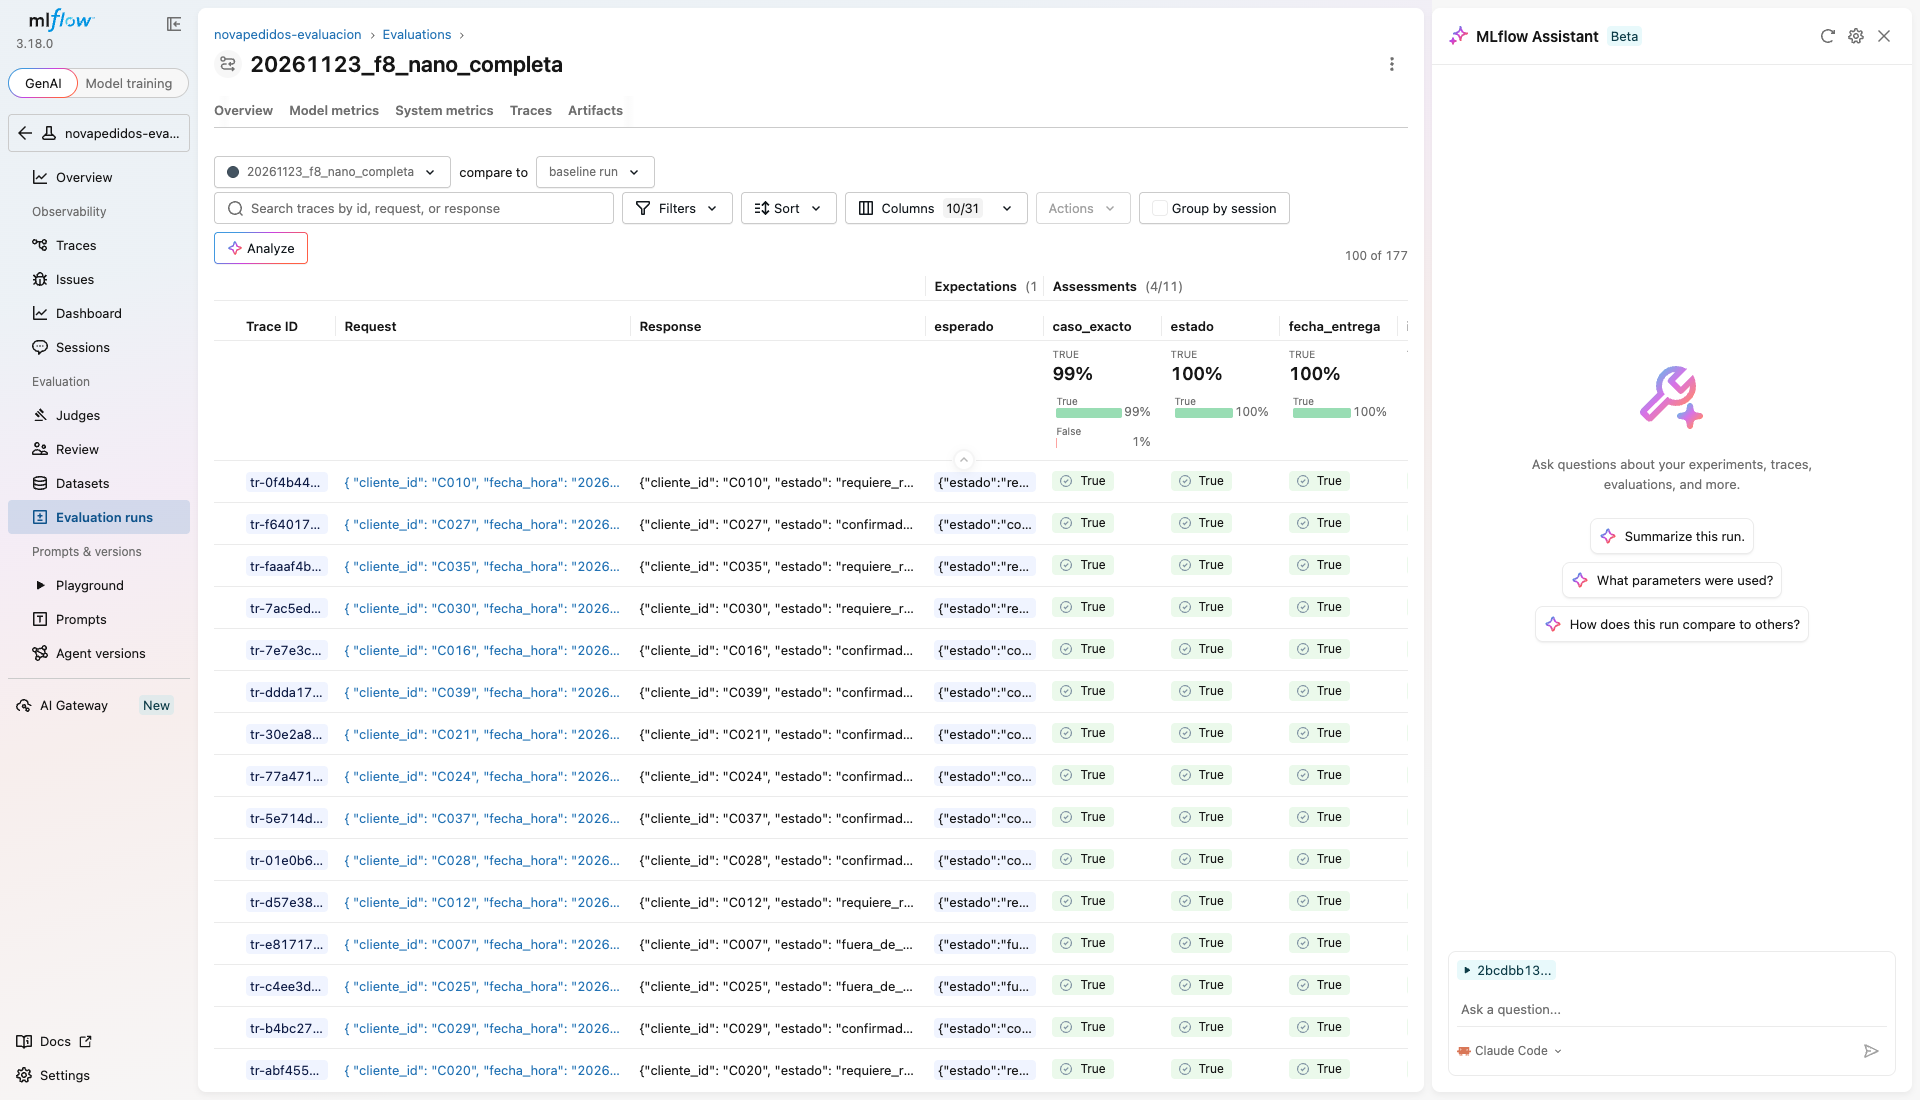 mlflow
3.18.0
GenAI
Model training
novapedidos-eva...
Overview
Observability
Traces
Issues
Dashboard
Sessions
Evaluation
Judges
Review
Datasets
Evaluation runs
Prompts & versions
Playground
Prompts
Agent versions
AI Gateway New
Docs
Settings
novapedidos-evaluacion > Evaluations >
20261123_f8_nano_completa
Overview Model metrics System metrics Traces Artifacts
20261123_f8_nano_completa compare to baseline run
Search traces by id, request, or response Filters Sort Columns 10/31 Actions Group by session
Analyze
100 of 177
Expectations (1 Assessments (4/11)
Trace ID Request Response esperado caso_exacto estado fecha_entrega
TRUE TRUE TRUE
99% 100% 100%
True 99% True 100% True 100%
False 1%
tr-0f4b44... { "cliente_id": "C010", "fecha_hora": "2026... {"cliente_id": "C010", "estado": "requiere_r... {"estado":"re... True True True
tr-f64017... { "cliente_id": "C027", "fecha_hora": "2026... {"cliente_id": "C027", "estado": "confirmad... {"estado":"co... True True True
tr-faaaf4b... { "cliente_id": "C035", "fecha_hora": "2026... {"cliente_id": "C035", "estado": "requiere_r... {"estado":"re... True True True
tr-7ac5ed... { "cliente_id": "C030", "fecha_hora": "2026... {"cliente_id": "C030", "estado": "requiere_r... {"estado":"re... True True True
tr-7e7e3c... { "cliente_id": "C016", "fecha_hora": "2026... {"cliente_id": "C016", "estado": "confirmad... {"estado":"co... True True True
tr-ddda17... { "cliente_id": "C039", "fecha_hora": "2026... {"cliente_id": "C039", "estado": "confirmad... {"estado":"co... True True True
tr-30e2a8... { "cliente_id": "C021", "fecha_hora": "2026... {"cliente_id": "C021", "estado": "confirmad... {"estado":"co... True True True
tr-77a471... { "cliente_id": "C024", "fecha_hora": "2026... {"cliente_id": "C024", "estado": "confirmad... {"estado":"co... True True True
tr-5e714d... { "cliente_id": "C037", "fecha_hora": "2026... {"cliente_id": "C037", "estado": "confirmad... {"estado":"co... True True True
tr-01e0b6... { "cliente_id": "C028", "fecha_hora": "2026... {"cliente_id": "C028", "estado": "confirmad... {"estado":"co... True True True
tr-d57e38... { "cliente_id": "C012", "fecha_hora": "2026... {"cliente_id": "C012", "estado": "requiere_r... {"estado":"re... True True True
tr-e81717... { "cliente_id": "C007", "fecha_hora": "2026... {"cliente_id": "C007", "estado": "fuera_de_... {"estado":"fu... True True True
tr-c4ee3d... { "cliente_id": "C025", "fecha_hora": "2026... {"cliente_id": "C025", "estado": "fuera_de_... {"estado":"fu... True True True
tr-b4bc27... { "cliente_id": "C029", "fecha_hora": "2026... {"cliente_id": "C029", "estado": "confirmad... {"estado":"co... True True True
tr-abf455... { "cliente_id": "C020", "fecha_hora": "2026... {"cliente_id": "C020", "estado": "requiere_r... {"estado":"re... True True True
MLflow Assistant Beta
Ask questions about your experiments, traces,
evaluations, and more.
Summarize this run.
What parameters were used?
How does this run compare to others?
2bcdbb13...
Ask a question...
Claude Code